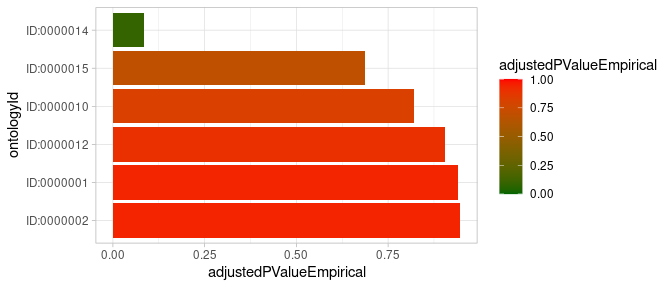 ontologyId
ID:0000014
ID:0000015
ID:0000010
ID:0000012
ID:0000001
ID:0000002
0.00 0.25 0.50 0.75
adjustedPValueEmpirical
adjustedPValueEmpirical
1.00
0.75
0.50
0.25
0.00